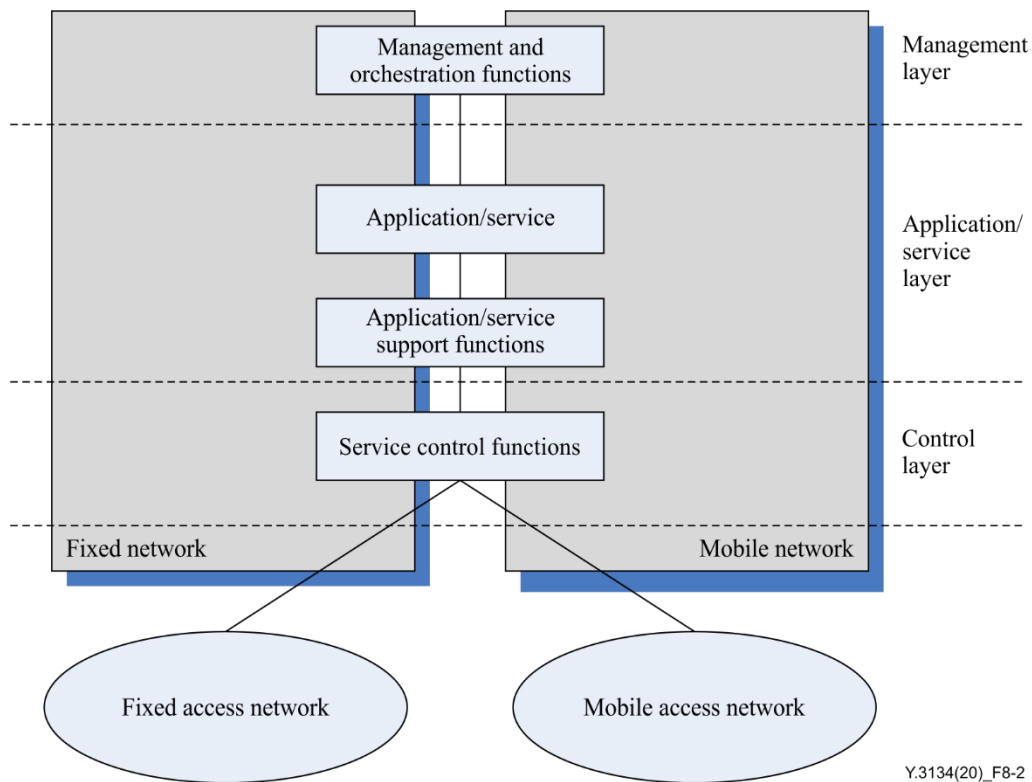 Management and
orchestration functions
Management
layer
Application/service
Application/
service
layer
Application/service
support functions
Service control functions
Control
layer
Fixed network
Mobile network
Fixed access network
Mobile access network
Y.3134(20)_F8-2